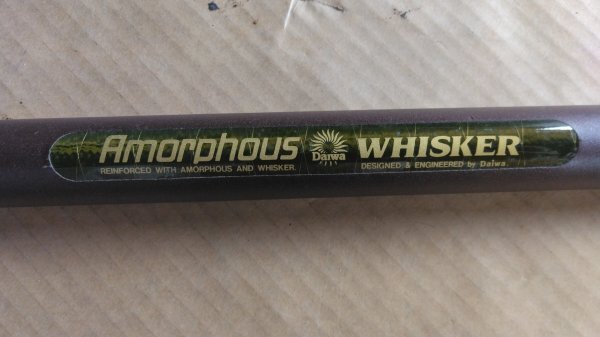 Amorphous Daiwa WHISKER
REINFORCED WITH AMORPHOUS AND WHISKER. DESIGNED & ENGINEERED by Daiwa.